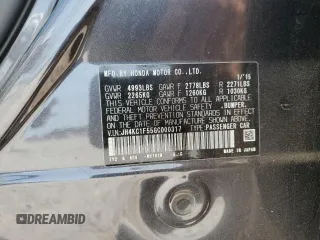 MFD. BY HONDA MOTOR CO., LTD. 1/'15
GVWR 4993LBS GAWR F 2778LBS R 2271LBS
GVWR 2265KG GAWR F 1260KG R 1030KG
THIS VEHICLE CONFORMS TO ALL APPLICABLE
FEDERAL MOTOR VEHICLE SAFETY, BUMPER,
AND THEFT PREVENTION STANDARDS IN EFFECT
ON THE DATE OF MANUFACTURE SHOWN ABOVE.
V.I.N:JH4KC1F55GC000317 TYPE:PASSENGER CAR
MADE IN JAPAN
DREAMBID